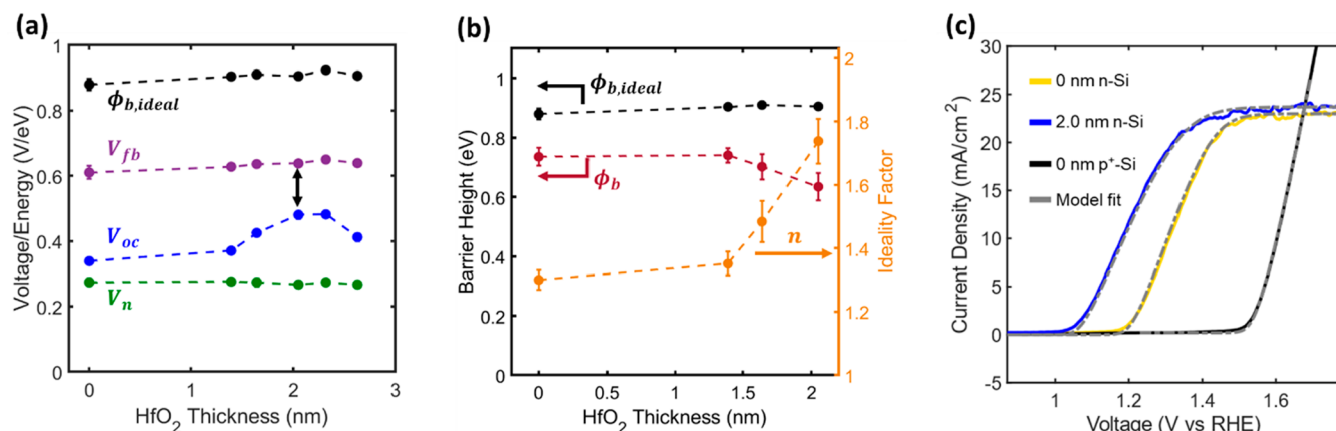 (a)
Voltage/Energy (V/eV)
1
0.8
0.6
0.4
0.2
0
ϕb,ideal
Vfb
Voc
Vn
0 1 2 3
HfO2 Thickness (nm)
(b)
Barrier Height (eV)
1
0.8
0.6
0.4
0.2
0
ϕb,ideal
ϕb
n
2
1.8
1.6
1.4
1.2
1
Ideality Factor
0 0.5 1 1.5 2
HfO2 Thickness (nm)
(c)
Current Density (mA/cm2)
30
25
20
15
10
5
0
-5
0 nm n-Si
2.0 nm n-Si
0 nm p+-Si
Model fit
1 1.2 1.4 1.6
Voltage (V vs RHE)